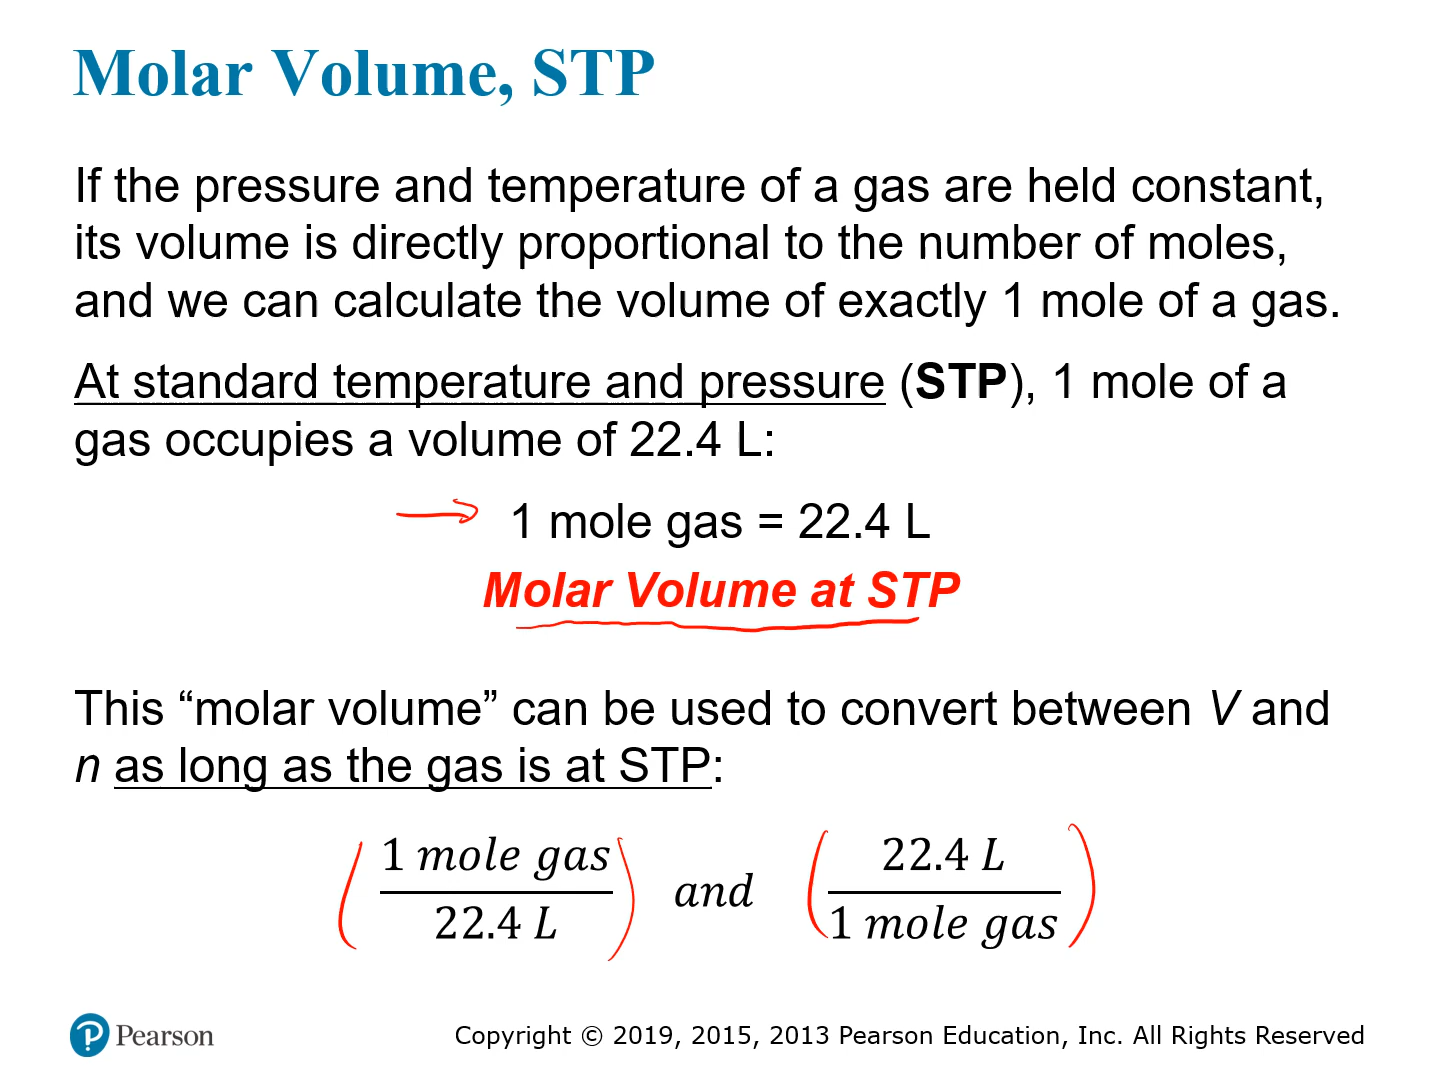 Molar Volume, STP
If the pressure and temperature of a gas are held constant,
its volume is directly proportional to the number of moles,
and we can calculate the volume of exactly 1 mole of a gas.
At standard temperature and pressure (STP), 1 mole of a
gas occupies a volume of 22.4 L:
1 mole gas = 22.4 L
Molar Volume at STP
This “molar volume” can be used to convert between V and
n as long as the gas is at STP:
(1 mole gas / 22.4 L) and (22.4 L / 1 mole gas)
Pearson
Copyright © 2019, 2015, 2013 Pearson Education, Inc. All Rights Reserved